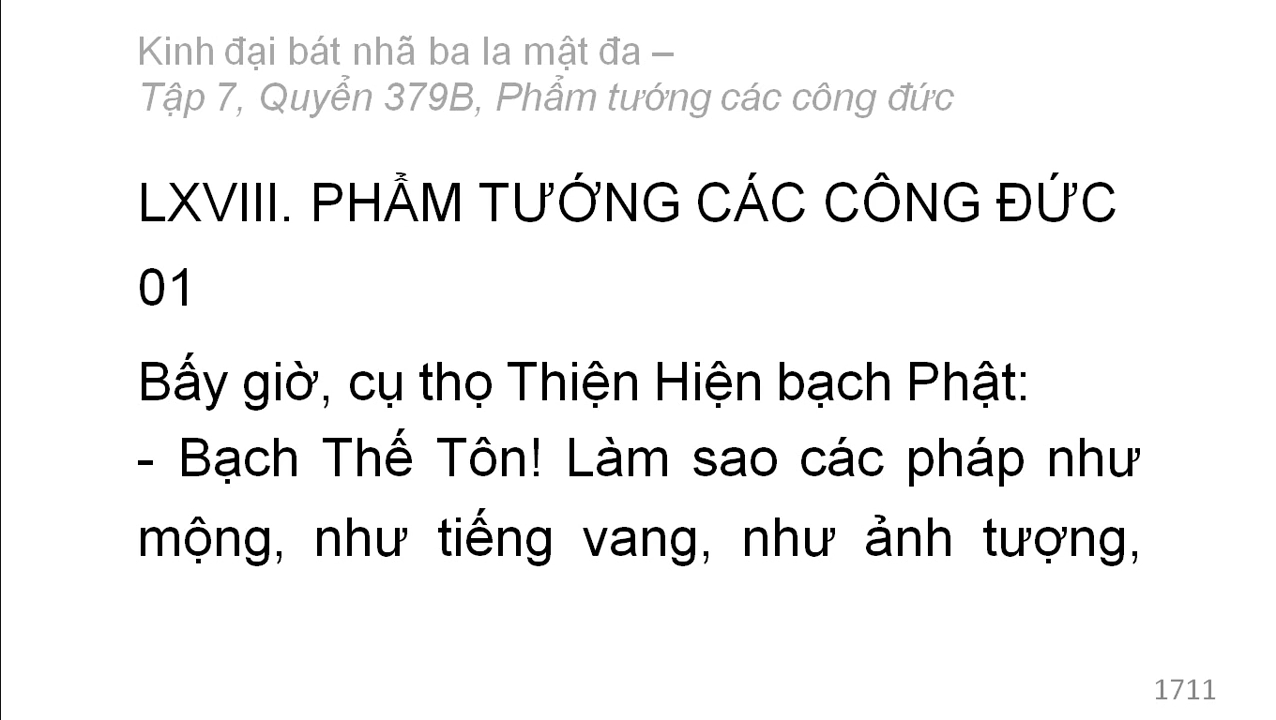 Kinh đại bát nhã ba la mật đa –
Tập 7, Quyển 379B, Phẩm tướng các công đức
LXVIII. PHẨM TƯỚNG CÁC CÔNG ĐỨC
01
Bấy giờ, cụ thọ Thiện Hiện bạch Phật:
- Bạch Thế Tôn! Làm sao các pháp như
mộng, như tiếng vang, như ảnh tượng,
1711